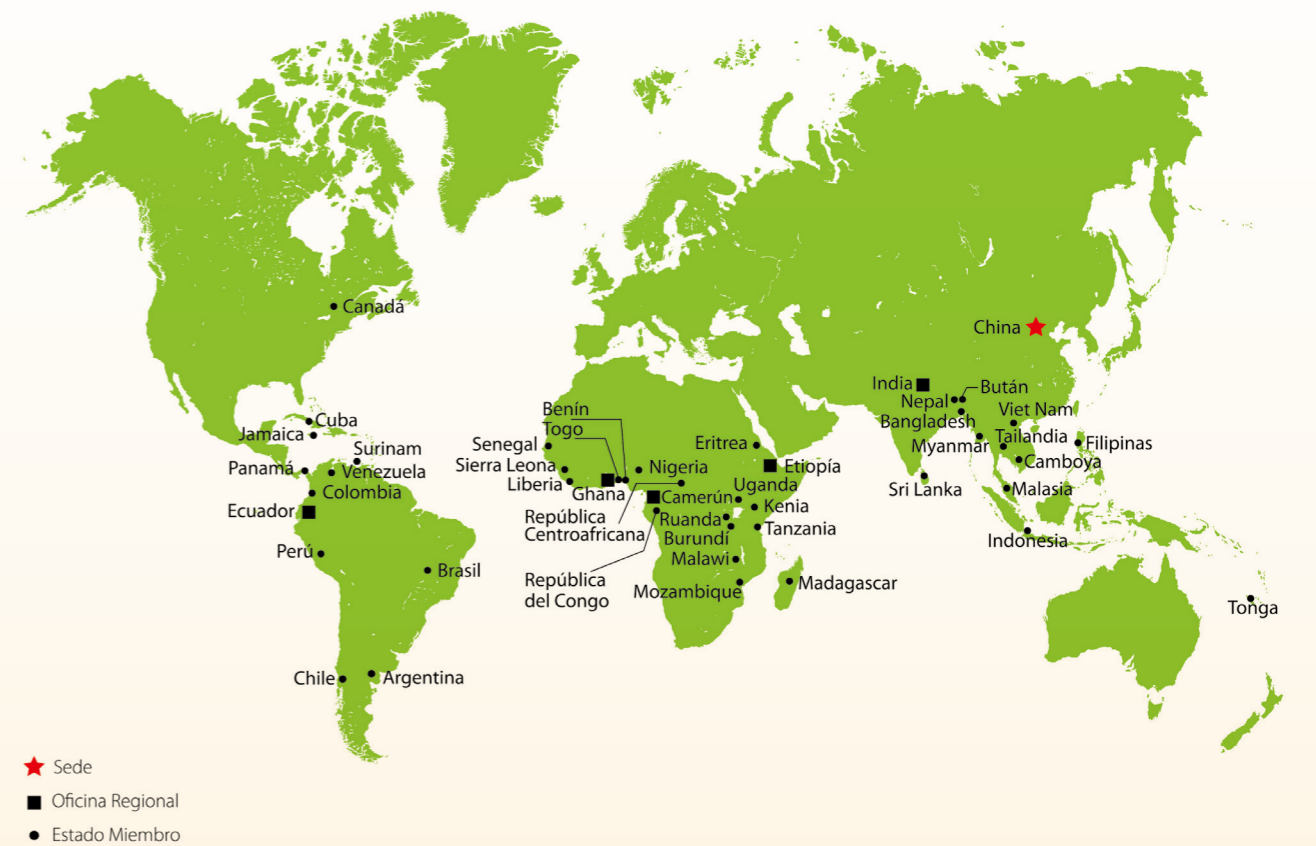 Canadá
China
India
Bután
Nepal
Bangladesh
Viet Nam
Myanmar
Tailandia
Filipinas
Camboya
Sri Lanka
Malasia
Indonesia
Tonga
Cuba
Jamaica
Surinam
Panamá
Venezuela
Colombia
Ecuador
Perú
Brasil
Chile
Argentina
Benín
Togo
Senegal
Sierra Leona
Liberia
Ghana
Nigeria
Eritrea
Etiopía
Uganda
Camerún
Kenia
República
Centroafricana
Ruanda
Burundí
Tanzania
Malawi
República
del Congo
Mozambique
Madagascar
Sede
Oficina Regional
Estado Miembro